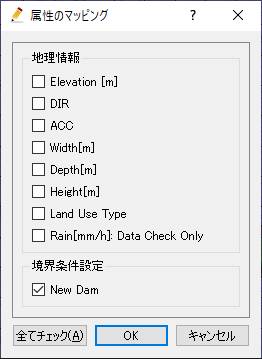 属性のマッピング ? ×
地理情報
Elevation [m]
DIR
ACC
Width[m]
Depth[m]
Height[m]
Land Use Type
Rain[mm/h]: Data Check Only
境界条件設定
New Dam
全てチェック(A) OK キャンセル